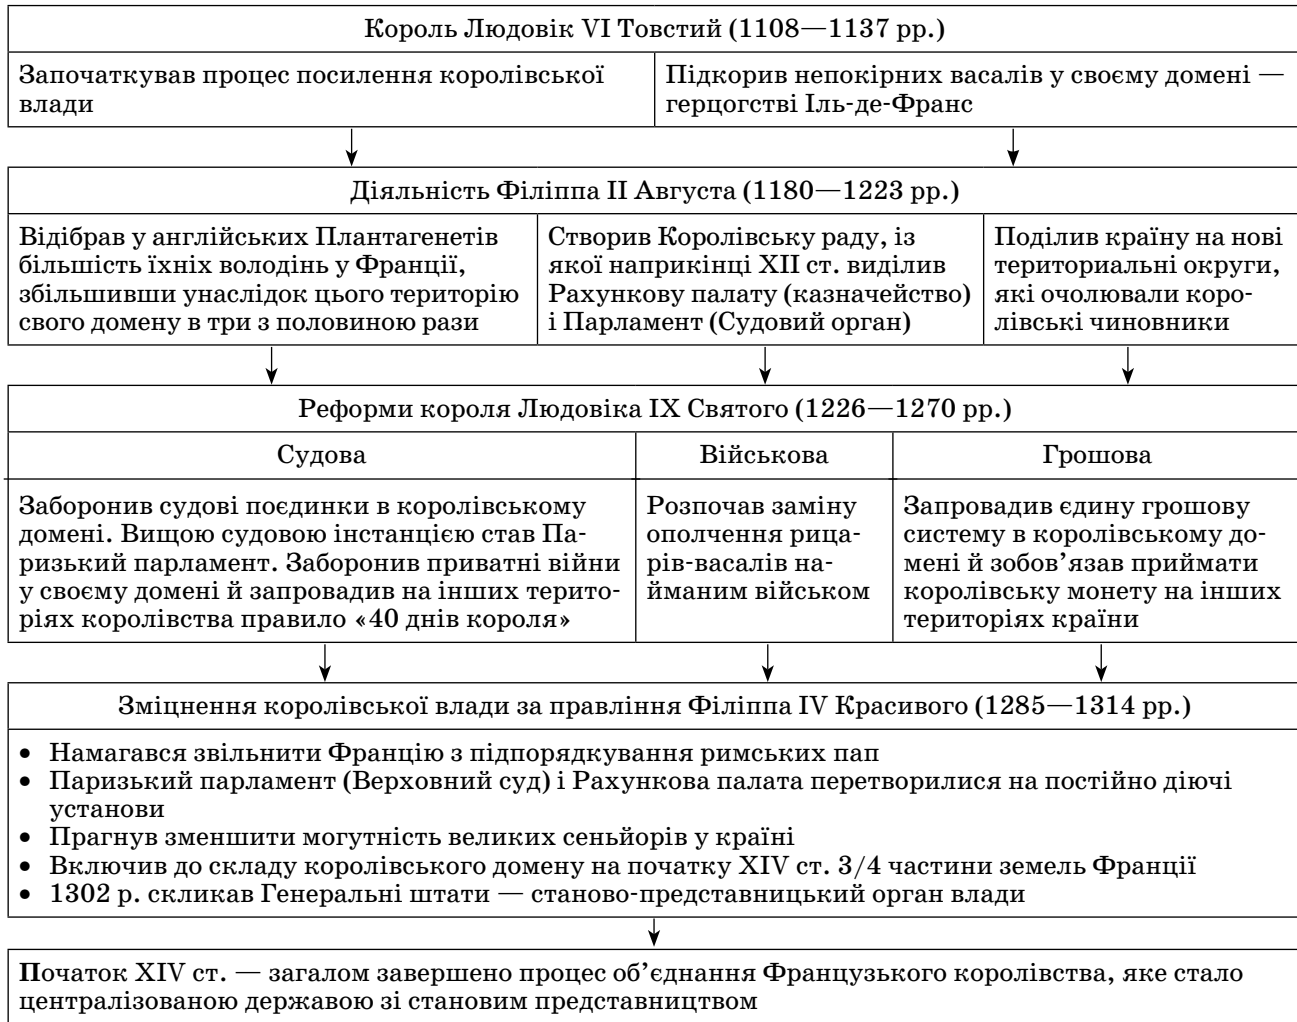 Король Людовік VI Товстий (1108—1137 рр.)
Започаткував процес посилення королівської
влади
Підкорив непокірних васалів у своєму домені —
герцогстві Іль-де-Франс
Діяльність Філіппа II Августа (1180—1223 рр.)
Відібрав у англійських Плантагенетів
більшість їхніх володінь у Франції,
збільшивши унаслідок цього територію
свого домену в три з половиною рази
Створив Королівську раду, із
якої наприкінці XII ст. виділив
Рахункову палату (казначейство)
і Парламент (Судовий орган)
Поділив країну на нові
територіальні округи,
які очолювали коро-
лівські чиновники
Реформи короля Людовіка IX Святого (1226—1270 рр.)
Судова
Військова
Грошова
Заборонив судові поєдинки в королівському
домені. Вищою судовою інстанцією став Па-
ризький парламент. Заборонив приватні війни
у своєму домені й запровадив на інших терито-
ріях королівства правило «40 днів короля»
Розпочав заміну
ополчення рица-
рів-васалів на-
йманим військом
Запровадив єдину грошову
систему в королівському до-
мені й зобов’язав приймати
королівську монету на інших
територіях країни
Зміцнення королівської влади за правління Філіппа IV Красивого (1285—1314 рр.)
• Намагався звільнити Францію з підпорядкування римських пап
• Паризький парламент (Верховний суд) і Рахункова палата перетворилися на постійно діючі
установи
• Прагнув зменшити могутність великих сеньйорів у країні
• Включив до складу королівського домену на початку XIV ст. 3/4 частини земель Франції
• 1302 р. скликав Генеральні штати — станово-представницький орган влади
Початок XIV ст. — загалом завершено процес об’єднання Французького королівства, яке стало
централізованою державою зі становим представництвом